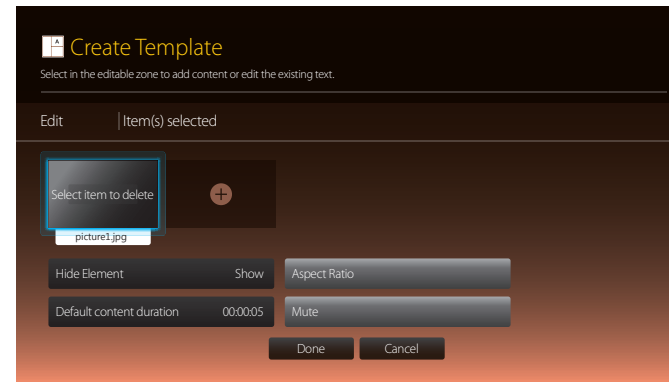 A
Create Template
Select in the editable zone to add content or edit the existing text.
Edit Item(s) selected
Select item to delete
picture1.jpg
Hide Element Show Aspect Ratio
Default content duration 00:00:05 Mute
Done Cancel